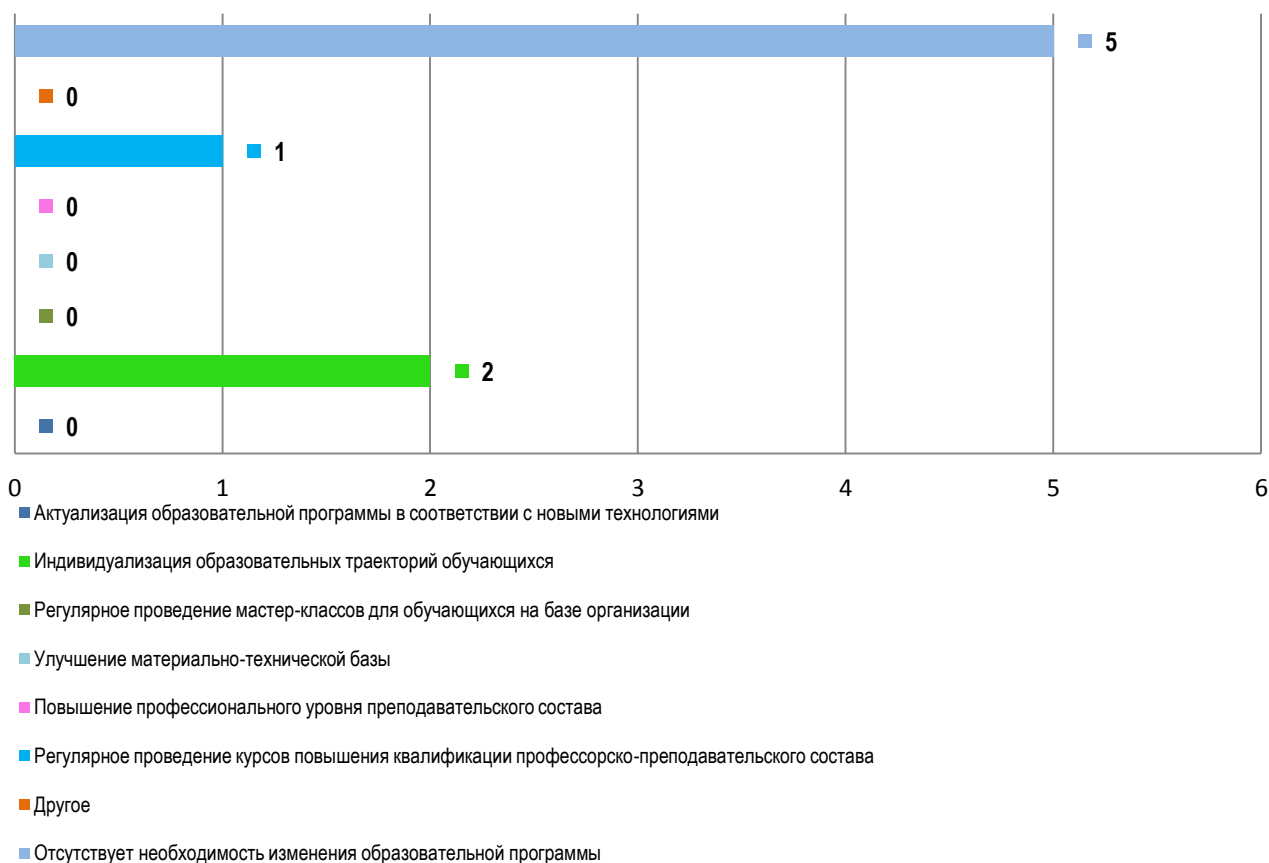 5
0
1
0
0
0
2
0
0 1 2 3 4 5 6
Актуализация образовательной программы в соответствии с новыми технологиями
Индивидуализация образовательных траекторий обучающихся
Регулярное проведение мастер-классов для обучающихся на базе организации
Улучшение материально-технической базы
Повышение профессионального уровня преподавательского состава
Регулярное проведение курсов повышения квалификации профессорско-преподавательского состава
Другое
Отсутствует необходимость изменения образовательной программы